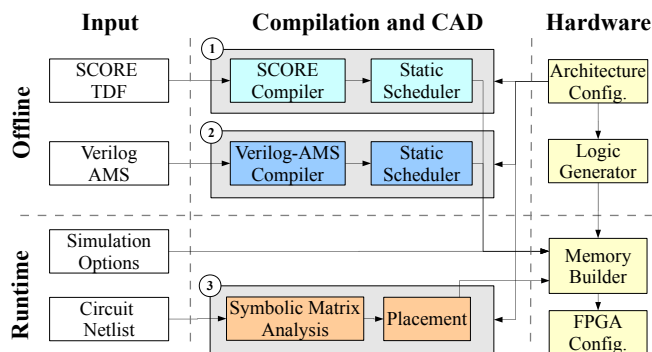 Input
Compilation and CAD
Hardware
Offline
Runtime
1
SCORE
TDF
SCORE
Compiler
Static
Scheduler
Architecture
Config.
2
Verilog
AMS
Verilog-AMS
Compiler
Static
Scheduler
Logic
Generator
Simulation
Options
Memory
Builder
3
Circuit
Netlist
Symbolic Matrix
Analysis
Placement
FPGA
Config.